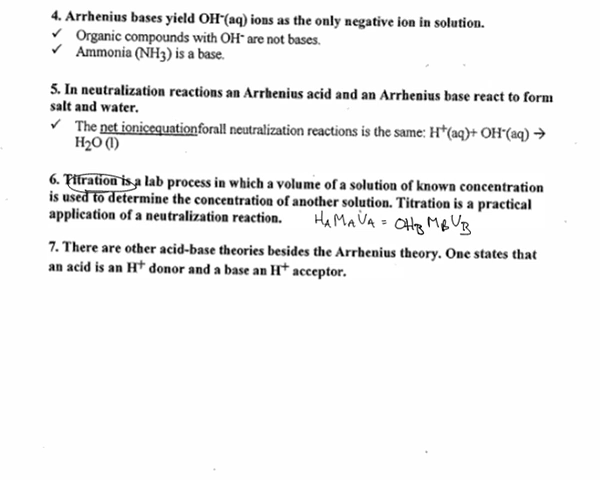 4. Arrhenius bases yield OH⁻(aq) ions as the only negative ion in solution.
✓ Organic compounds with OH⁻ are not bases.
✓ Ammonia (NH₃) is a base.
5. In neutralization reactions an Arrhenius acid and an Arrhenius base react to form
salt and water.
✓ The net ionicequationforall neutralization reactions is the same: H⁺(aq)+ OH⁻(aq) →
H₂O (l)
6. Titration is a lab process in which a volume of a solution of known concentration
is used to determine the concentration of another solution. Titration is a practical
application of a neutralization reaction. HₐMₐVₐ = OH_B M_B V_B
7. There are other acid-base theories besides the Arrhenius theory. One states that
an acid is an H⁺ donor and a base an H⁺ acceptor.